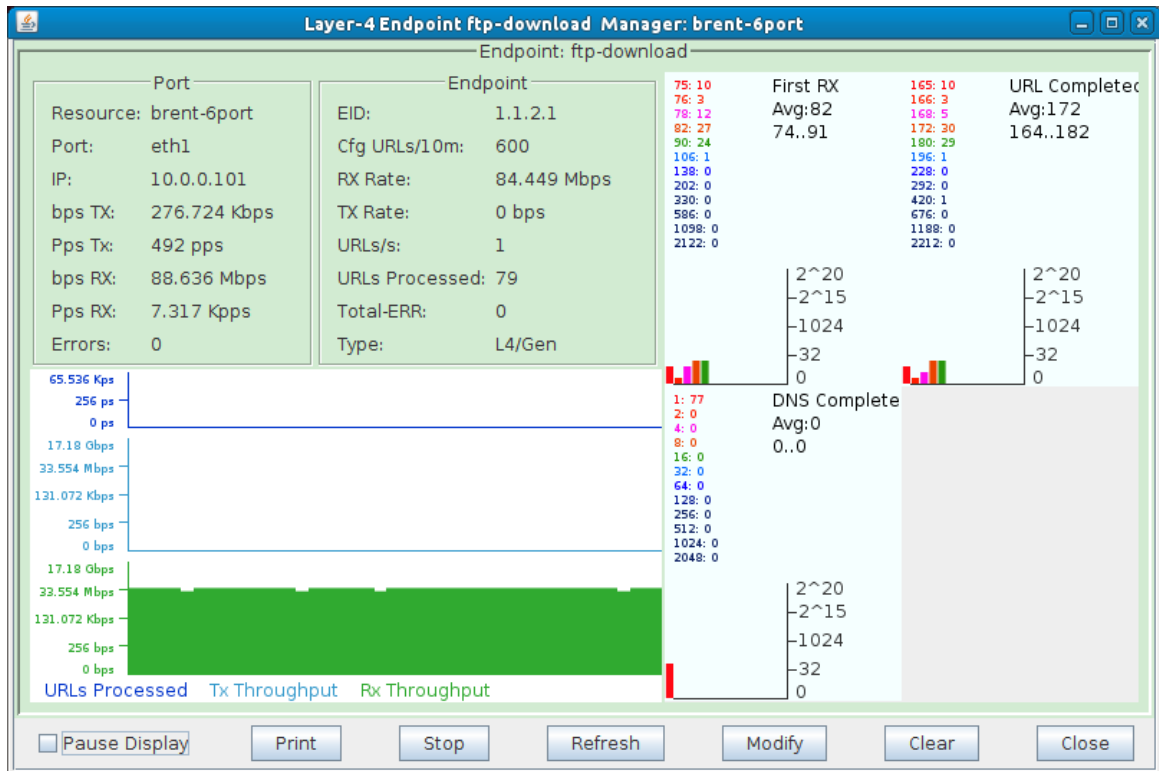 Layer-4 Endpoint ftp-download Manager: brent-6port
Endpoint: ftp-download
Port
Resource: brent-6port
Port: eth1
IP: 10.0.0.101
bps TX: 276.724 Kbps
Pps Tx: 492 pps
bps RX: 88.636 Mbps
Pps RX: 7.317 Kpps
Errors: 0
Endpoint
EID: 1.1.2.1
Cfg URLs/10m: 600
RX Rate: 84.449 Mbps
TX Rate: 0 bps
URLs/s: 1
URLs Processed: 79
Total-ERR: 0
Type: L4/Gen
75: 10
76: 3
78: 12
82: 27
90: 24
106: 1
138: 0
202: 0
330: 0
586: 0
1098: 0
2122: 0
First RX
Avg:82
74..91
2^20
2^15
1024
32
0
165: 10
166: 3
168: 5
172: 30
180: 29
196: 1
228: 0
292: 0
420: 1
676: 0
1188: 0
2212: 0
URL Completed
Avg:172
164..182
2^20
2^15
1024
32
0
65.536 Kps
256 ps
0 ps
17.18 Gbps
33.554 Mbps
131.072 Kbps
256 bps
0 bps
17.18 Gbps
33.554 Mbps
131.072 Kbps
256 bps
0 bps
URLs Processed Tx Throughput Rx Throughput
1: 77
2: 0
4: 0
8: 0
16: 0
32: 0
64: 0
128: 0
256: 0
512: 0
1024: 0
2048: 0
DNS Complete
Avg:0
0..0
2^20
2^15
1024
32
0
Pause Display Print Stop Refresh Modify Clear Close